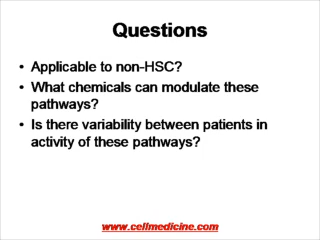 Questions
• Applicable to non-HSC?
• What chemicals can modulate these
pathways?
• Is there variability between patients in
activity of these pathways?
www.cellmedicine.com